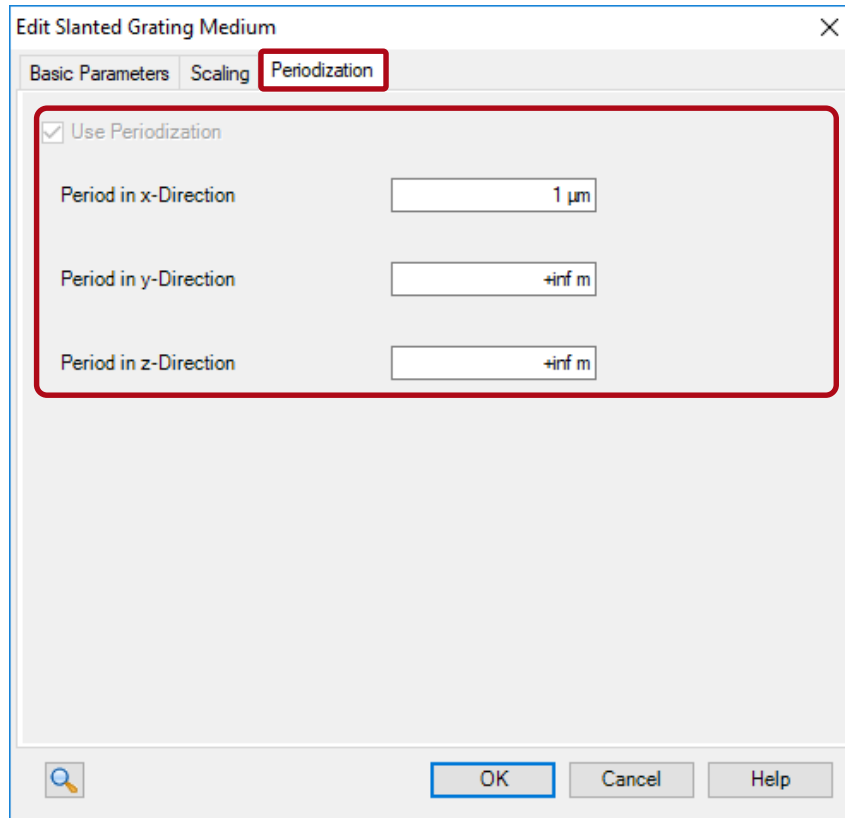 Edit Slanted Grating Medium
Basic Parameters Scaling Periodization
Use Periodization
Period in x-Direction 1 µm
Period in y-Direction +inf m
Period in z-Direction +inf m
OK Cancel Help